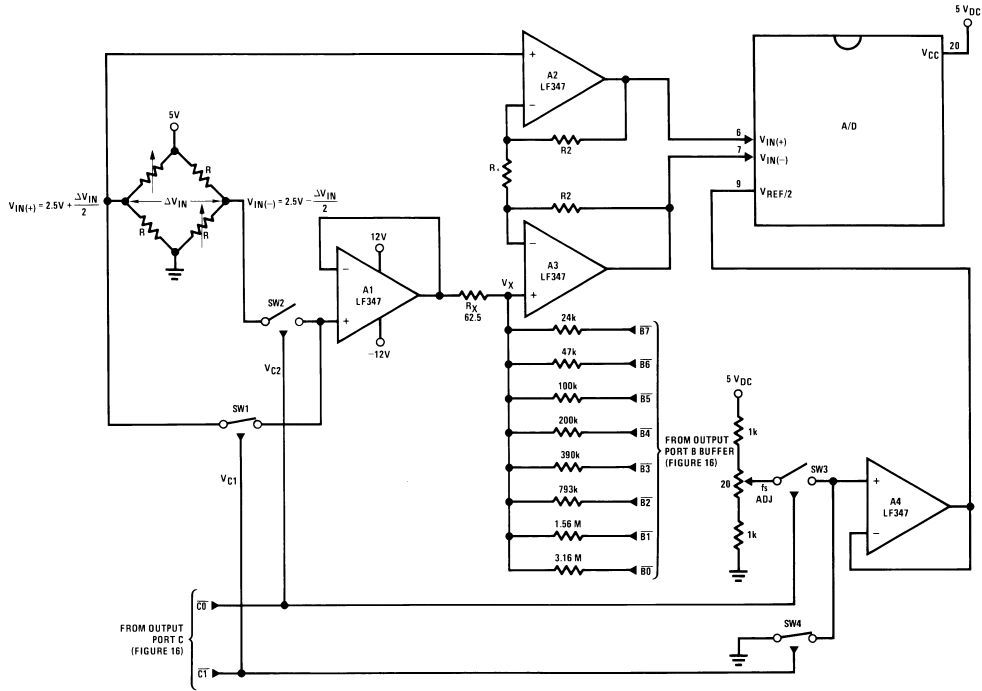 5 VDC
20
VCC
A/D
6
VIN(+)
7
VIN(−)
9
VREF/2
+
A2
LF347
−
R2
R1
R2
−
A3
LF347
+
VX
5V
R
R
R
ΔVIN
VIN(+) = 2.5V + ΔVIN/2
VIN(−) = 2.5V − ΔVIN/2
12V
−
A1
LF347
+
−12V
RX
62.5
SW2
VC2
SW1
VC1
24k
B7
47k
B6
100k
B5
200k
B4
390k
B3
793k
B2
1.56 M
B1
3.16 M
B0
FROM OUTPUT
PORT B BUFFER
(FIGURE 16)
5 VDC
1k
20
fs
ADJ
1k
SW3
+
A4
LF347
−
SW4
FROM OUTPUT
PORT C
(FIGURE 16)
C0
C1